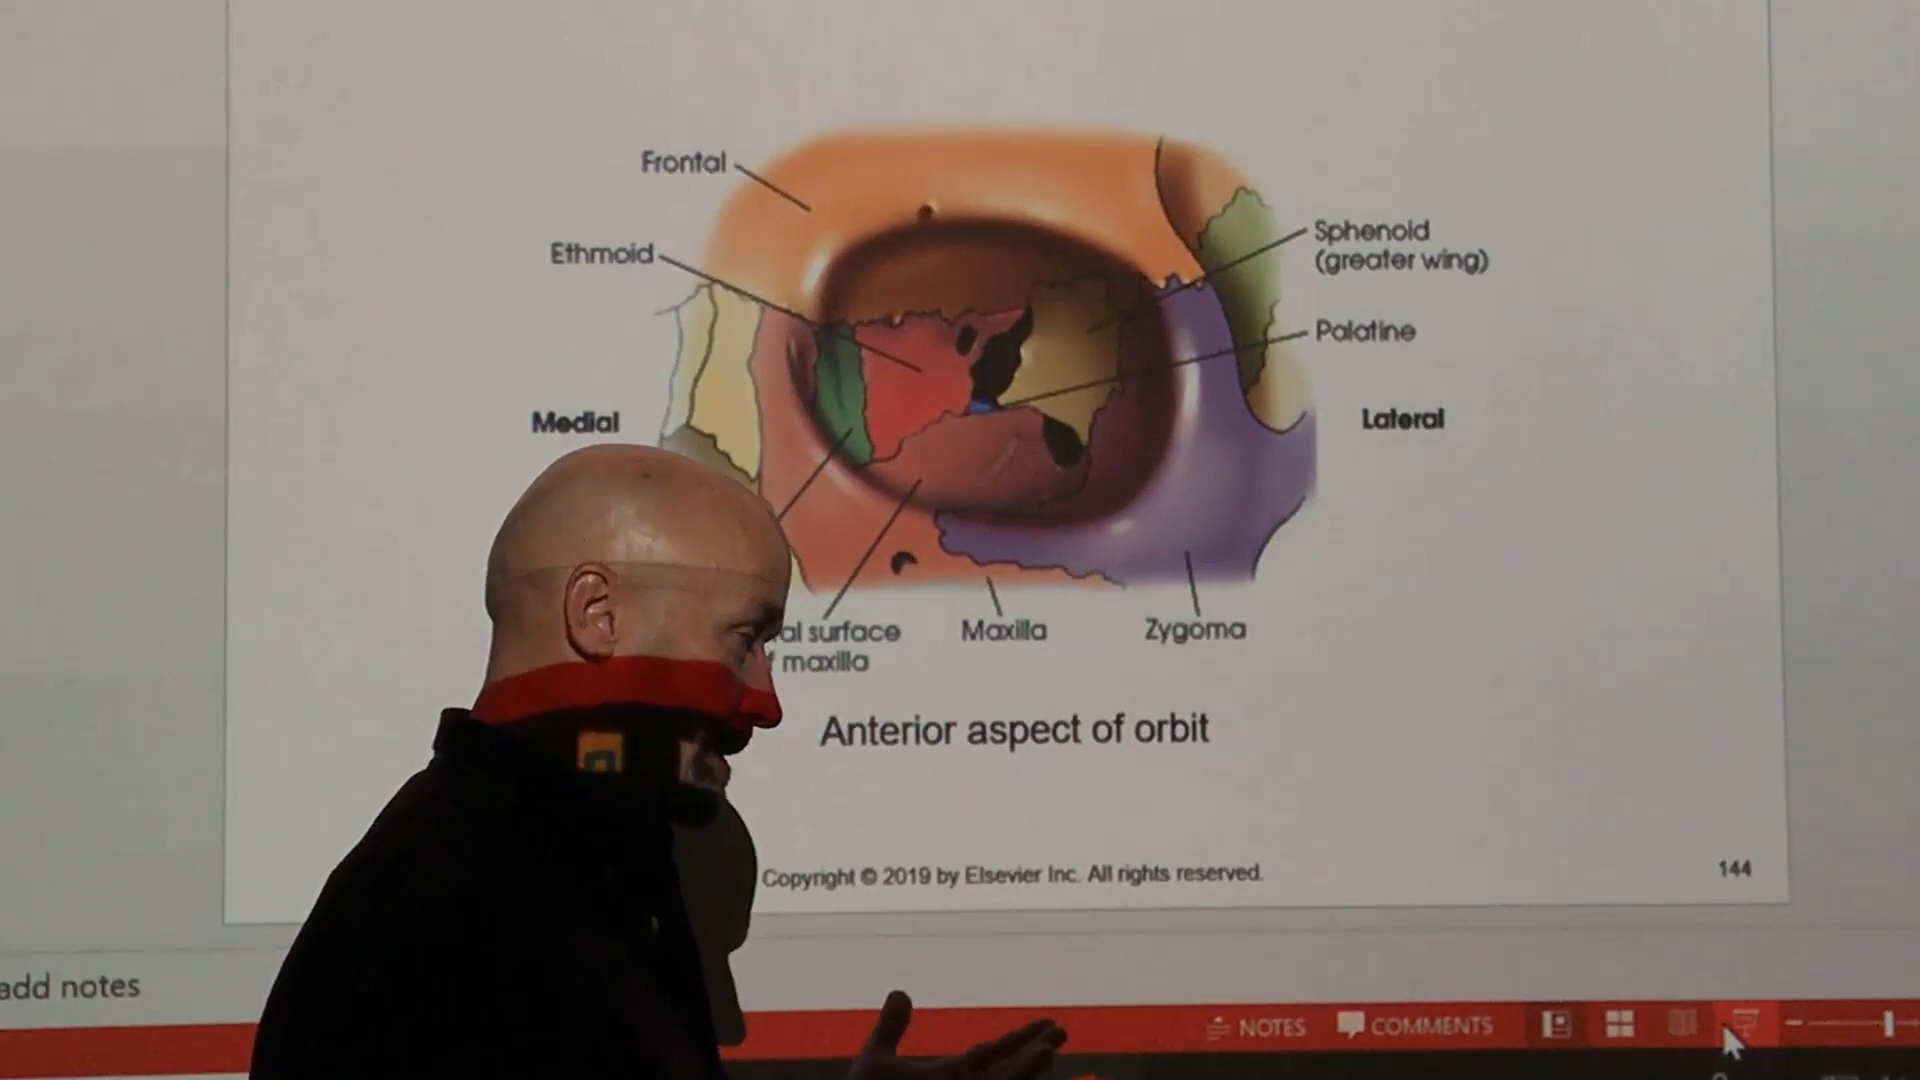 Frontal
Ethmoid
Sphenoid
(greater wing)
Palatine
Medial
Lateral
al surface
maxilla
Maxilla
Zygoma
Anterior aspect of orbit
Copyright © 2019 by Elsevier Inc. All rights reserved.
144
add notes
NOTES
COMMENTS